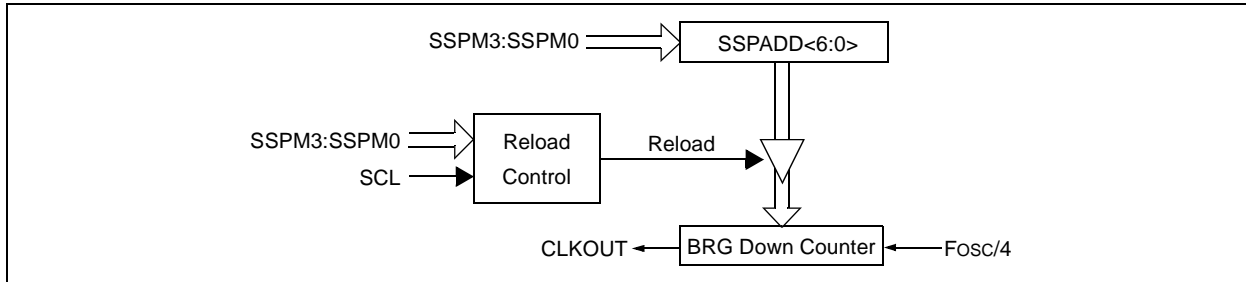 SSPM3:SSPM0
SSPADD<6:0>
SSPM3:SSPM0
SCL
Reload
Control
Reload
CLKOUT
BRG Down Counter
FOSC/4